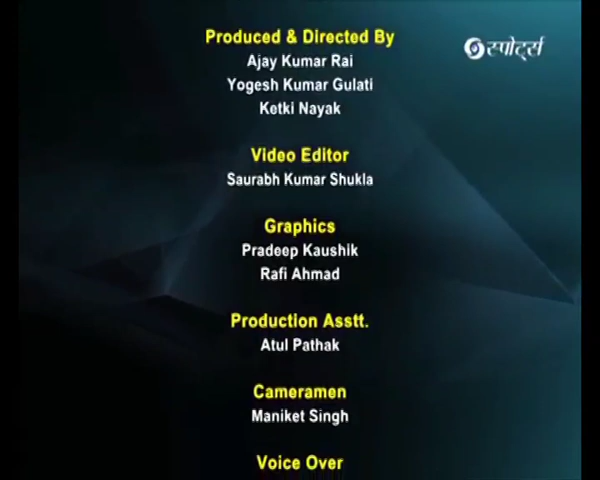 Produced & Directed By
Ajay Kumar Rai
Yogesh Kumar Gulati
Ketki Nayak
स्पोर्ट्स
Video Editor
Saurabh Kumar Shukla
Graphics
Pradeep Kaushik
Rafi Ahmad
Production Asstt.
Atul Pathak
Cameramen
Maniket Singh
Voice Over